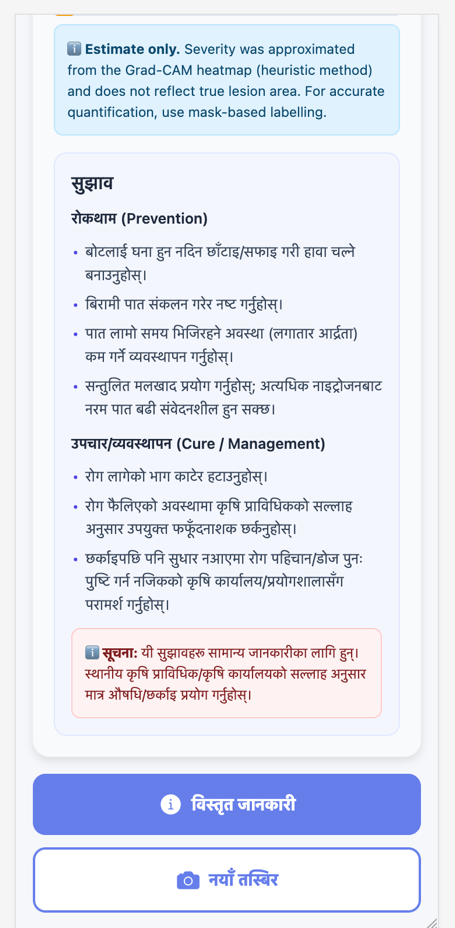 Estimate only. Severity was approximated
from the Grad-CAM heatmap (heuristic method)
and does not reflect true lesion area. For accurate
quantification, use mask-based labelling.
सुझाव
रोकथाम (Prevention)
• बोटलाई घना हुन नदिन छाँटाइ/सफाइ गरी हावा चल्ने
बनाउनुहोस्।
• बिरामी पात संकलन गरेर नष्ट गर्नुहोस्।
• पात लामो समय भिजिरहने अवस्था (लगातार आर्द्रता)
कम गर्ने व्यवस्थापन गर्नुहोस्।
• सन्तुलित मलखाद प्रयोग गर्नुहोस्; अत्यधिक नाइट्रोजनबाट
नरम पात बढी संवेदनशील हुन सक्छ।
उपचार/व्यवस्थापन (Cure / Management)
• रोग लागेको भाग काटेर हटाउनुहोस्।
• रोग फैलिएको अवस्थामा कृषि प्राविधिकको सल्लाह
अनुसार उपयुक्त फफूँदनाशक छर्कनुहोस्।
• छर्काइपछि पनि सुधार नआएमा रोग पहिचान/डोज पुनः
पुष्टि गर्न नजिकको कृषि कार्यालय/प्रयोगशालासँग
परामर्श गर्नुहोस्।
सूचना: यी सुझावहरू सामान्य जानकारीका लागि हुन्।
स्थानीय कृषि प्राविधिक/कृषि कार्यालयको सल्लाह अनुसार
मात्र औषधि/छर्काइ प्रयोग गर्नुहोस्।
विस्तृत जानकारी
नयाँ तस्बिर